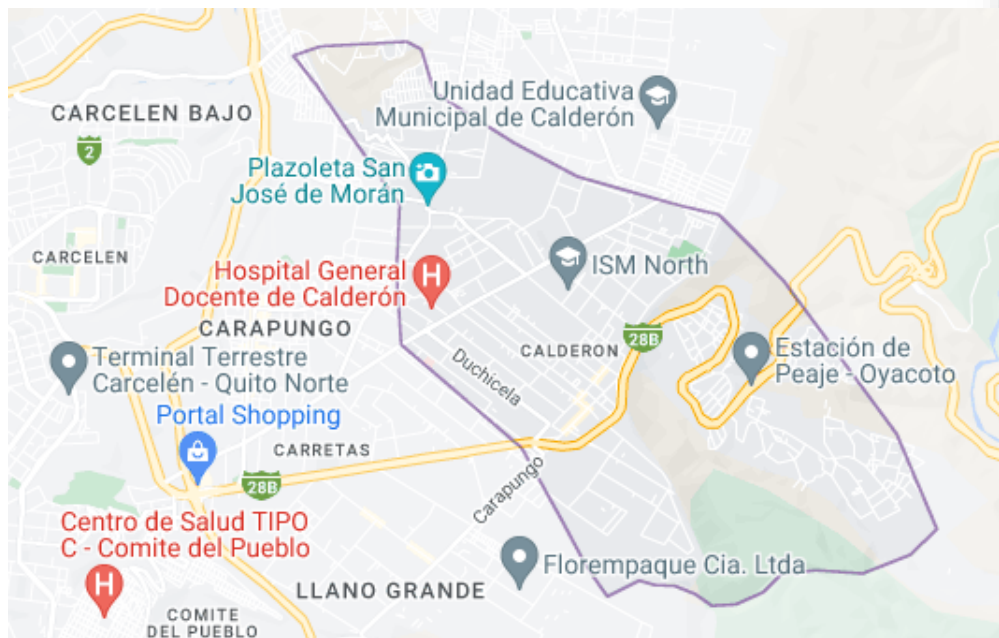 Unidad Educativa
Municipal de Calderón
CARCELEN BAJO
2
Plazoleta San
José de Morán
CARCELEN
Hospital General
Docente de Calderón
ISM North
CARAPUNGO
28B
CALDERON
Estación de
Peaje - Oyacoto
Terminal Terrestre
Carcelén - Quito Norte
Duchicela
Portal Shopping
CARRETAS
28B
Carapungo
Centro de Salud TIPO
C - Comite del Pueblo
Florempaque Cia. Ltda
LLANO GRANDE
COMITE
DEL PUEBLO